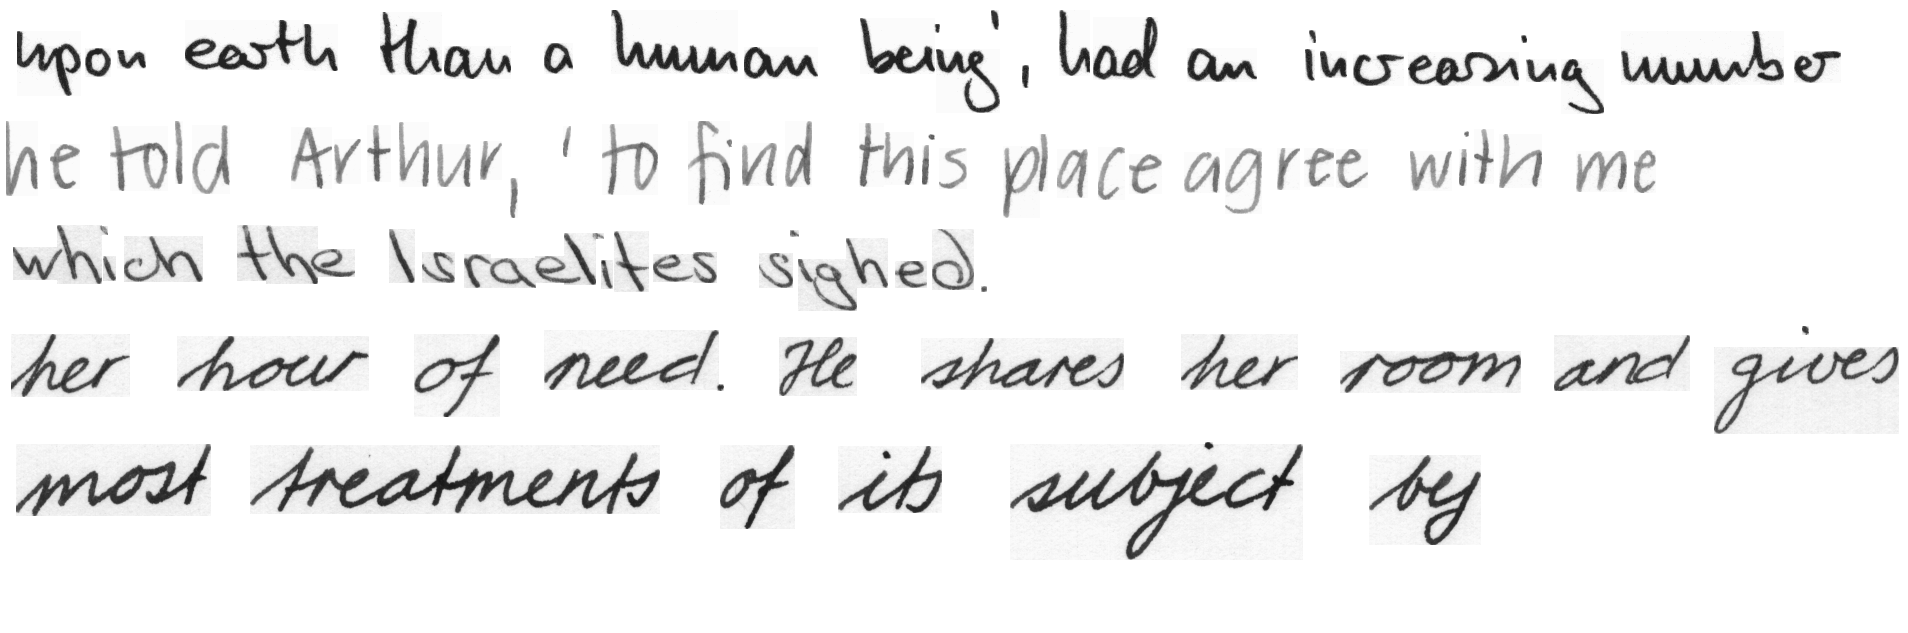 upon earth than a human being', had an increasing number
he told Arthur, 'to find this place agree with me
which the Israelites sighed.
her hour of need. He shares her room and gives
most treatments of its subject by